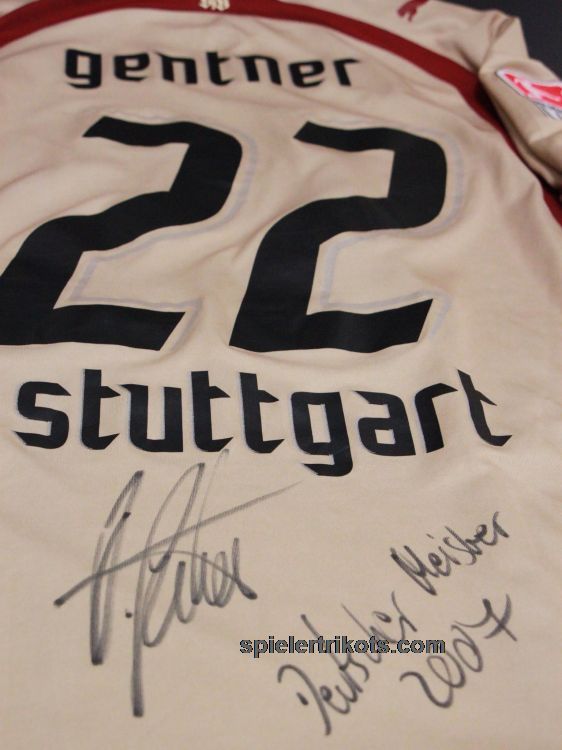 gentner
22
stuttgart
Deutscher Meister
2007
spielertrikots.com